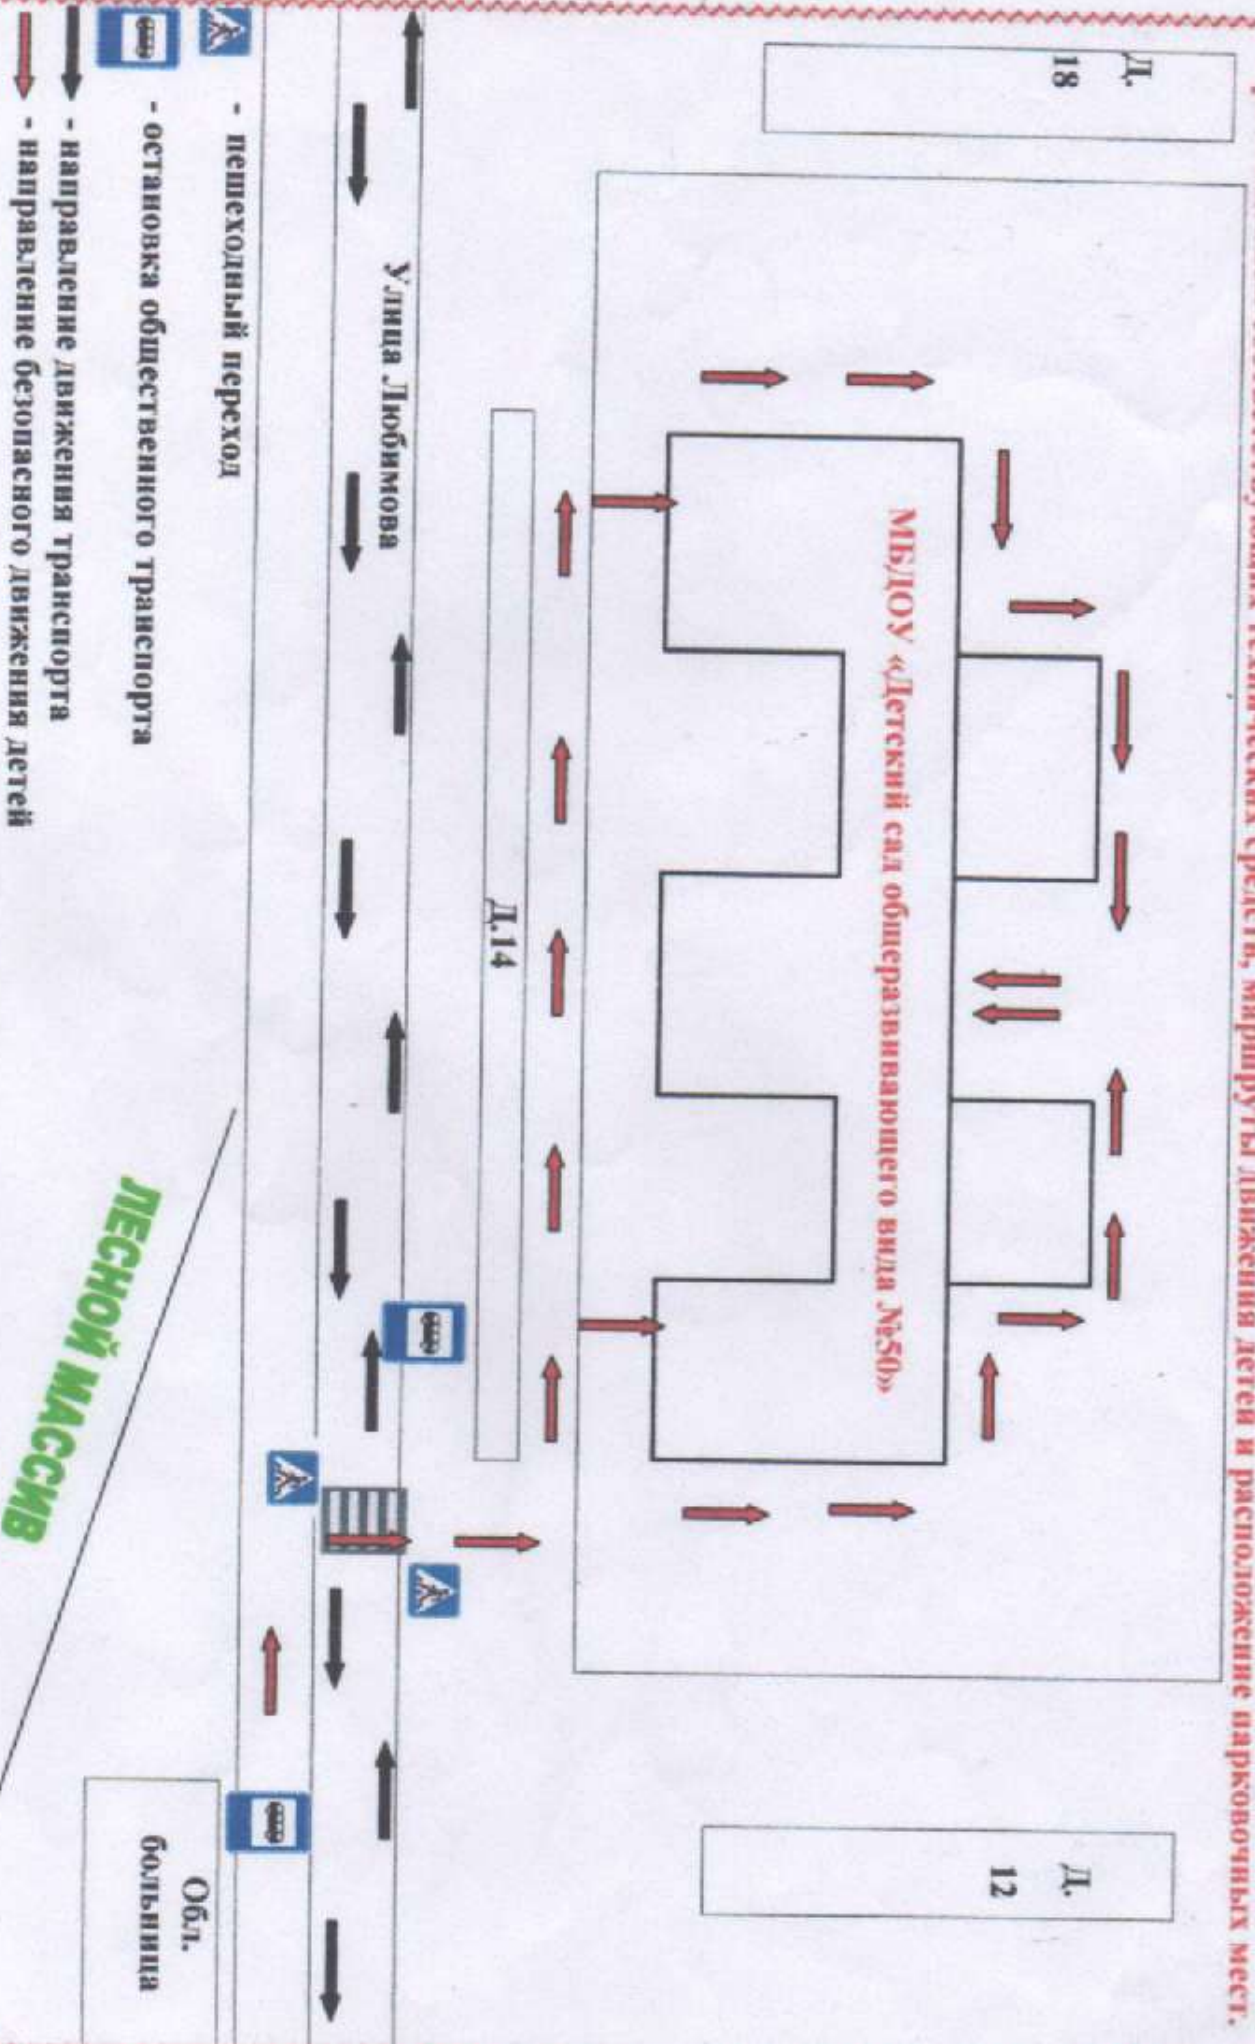 технических средств, маршруты движения детей и расположение парковочных мест.
Д.
18
МБДОУ «Детский сад общеразвивающего вида №50»
Д.
12
Д.14
Улица Любимова
- пешеходный переход
- остановка общественного транспорта
- направление движения транспорта
- направление безопасного движения детей
ЛЕСНОЙ МАССИВ
Обл.
больница